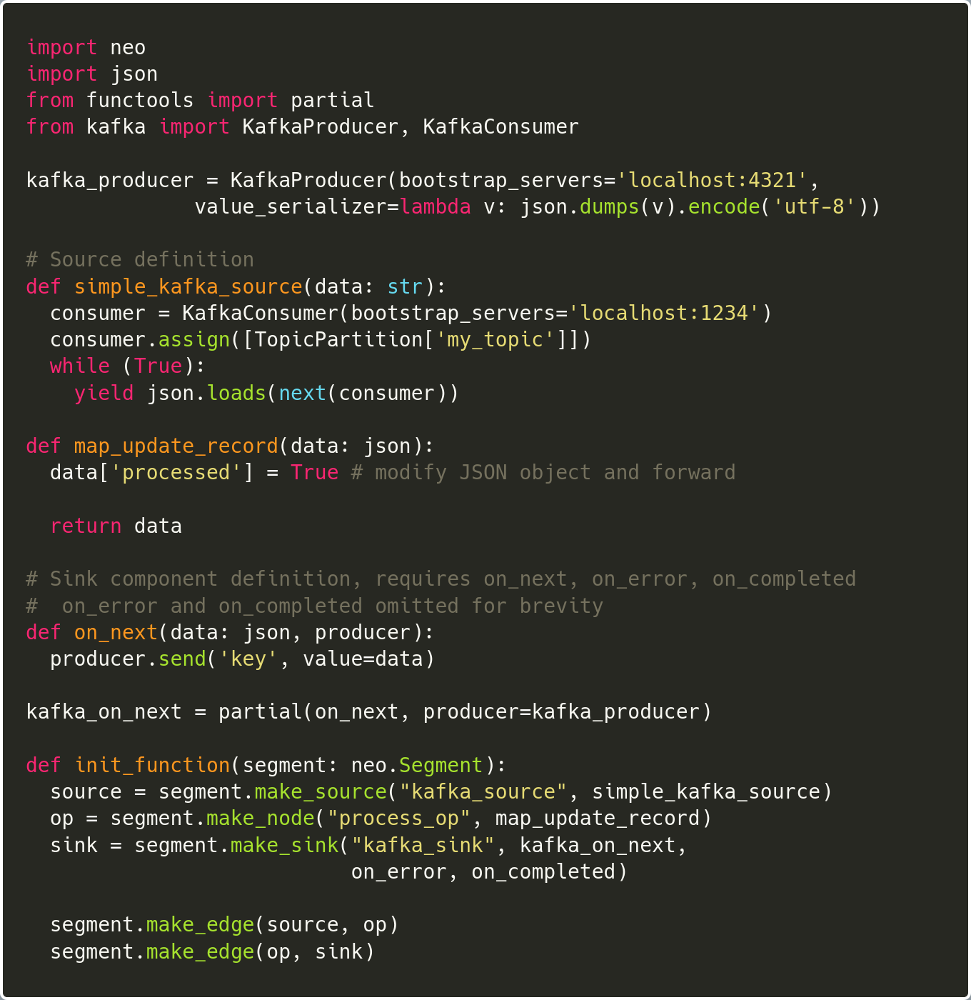 import neo
import json
from functools import partial
from kafka import KafkaProducer, KafkaConsumer

kafka_producer = KafkaProducer(bootstrap_servers='localhost:4321',
              value_serializer=lambda v: json.dumps(v).encode('utf-8'))

# Source definition
def simple_kafka_source(data: str):
  consumer = KafkaConsumer(bootstrap_servers='localhost:1234')
  consumer.assign([TopicPartition['my_topic']])
  while (True):
    yield json.loads(next(consumer))

def map_update_record(data: json):
  data['processed'] = True # modify JSON object and forward

  return data

# Sink component definition, requires on_next, on_error, on_completed
#  on_error and on_completed omitted for brevity
def on_next(data: json, producer):
  producer.send('key', value=data)

kafka_on_next = partial(on_next, producer=kafka_producer)

def init_function(segment: neo.Segment):
  source = segment.make_source("kafka_source", simple_kafka_source)
  op = segment.make_node("process_op", map_update_record)
  sink = segment.make_sink("kafka_sink", kafka_on_next,
                           on_error, on_completed)

  segment.make_edge(source, op)
  segment.make_edge(op, sink)